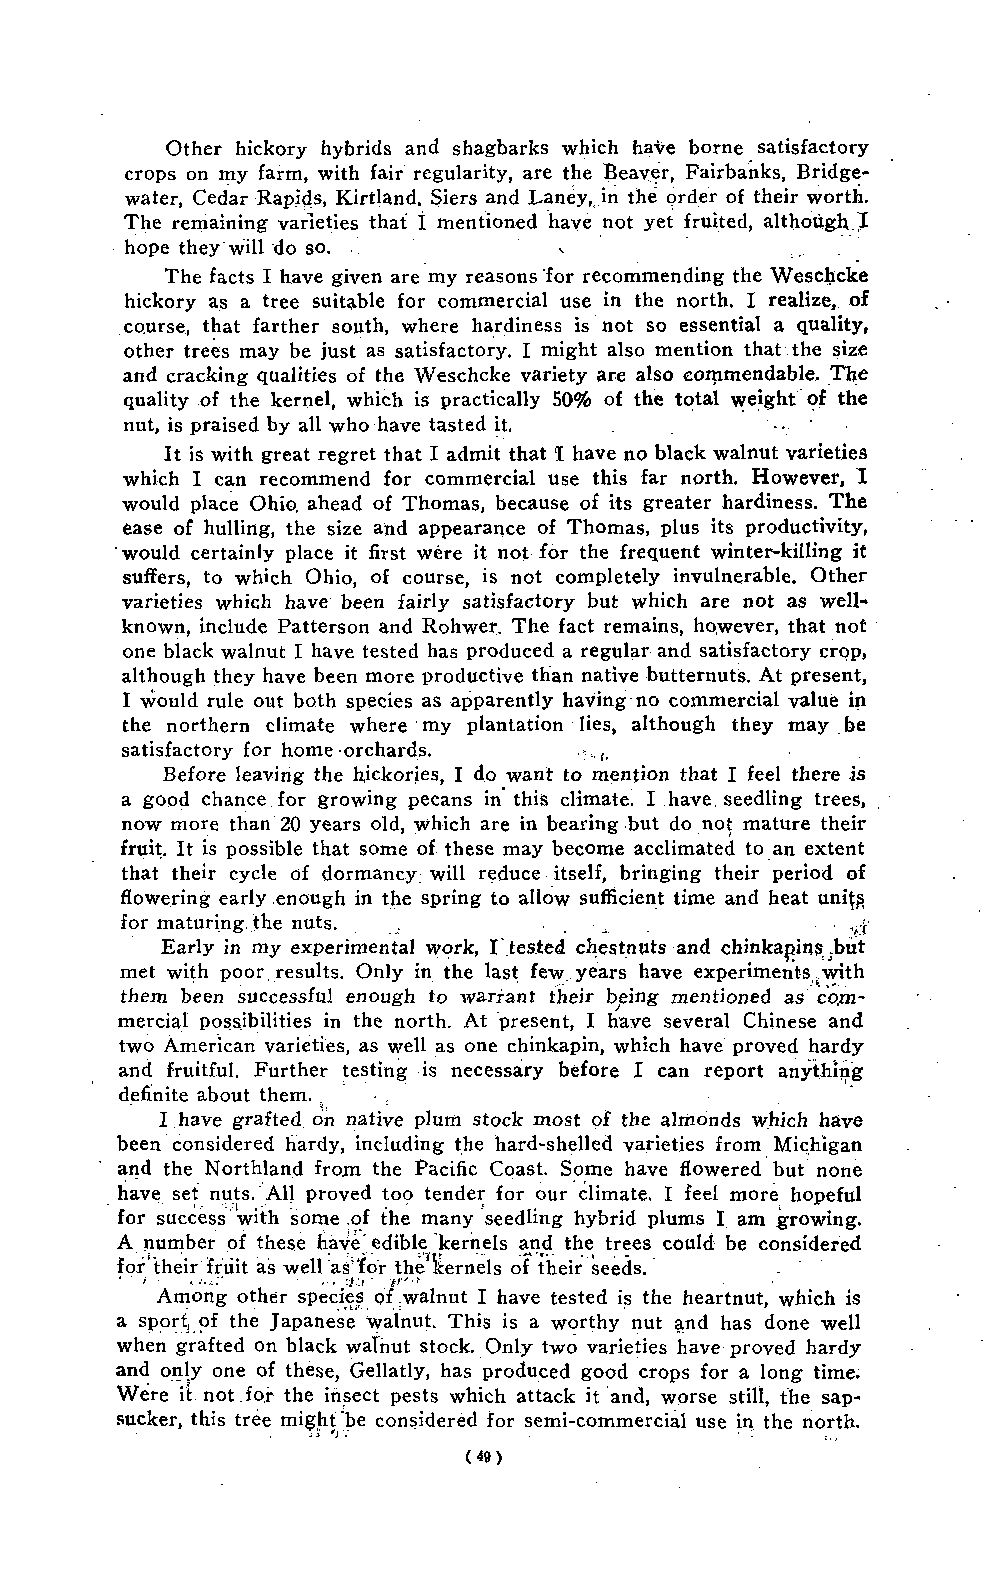 Other hickory hybrids and shagbarks which have borne satisfactory
crops on my farm, with fair regularity, are the Beaver, Fairbanks, Bridge-
water, Cedar Rapids, Kirtland, Siers and Laney, in the order of their worth.
The remaining varieties that I mentioned have not yet fruited, although I
hope they will do so.
The facts I have given are my reasons for recommending the Weschcke
hickory as a tree suitable for commercial use in the north. I realize, of
course, that farther south, where hardiness is not so essential a quality,
other trees may be just as satisfactory. I might also mention that the size
and cracking qualities of the Weschcke variety are also commendable. The
quality of the kernel, which is practically 50% of the total weight of the
nut, is praised by all who have tasted it.
It is with great regret that I admit that I have no black walnut varieties
which I can recommend for commercial use this far north. However, I
would place Ohio, ahead of Thomas, because of its greater hardiness. The
ease of hulling, the size and appearance of Thomas, plus its productivity,
would certainly place it first were it not for the frequent winter-killing it
suffers, to which Ohio, of course, is not completely invulnerable. Other
varieties which have been fairly satisfactory but which are not as well-
known, include Patterson and Rohwer. The fact remains, however, that not
one black walnut I have tested has produced a regular and satisfactory crop,
although they have been more productive than native butternuts. At present,
I would rule out both species as apparently having no commercial value in
the northern climate where my plantation lies, although they may be
satisfactory for home orchards.
Before leaving the hickories, I do want to mention that I feel there is
a good chance for growing pecans in this climate. I have seedling trees,
now more than 20 years old, which are in bearing but do not mature their
fruit. It is possible that some of these may become acclimated to an extent
that their cycle of dormancy will reduce itself, bringing their period of
flowering early enough in the spring to allow sufficient time and heat units
for maturing the nuts.
Early in my experimental work, I tested chestnuts and chinkapins but
met with poor results. Only in the last few years have experiments with
them been successful enough to warrant their being mentioned as com-
mercial possibilities in the north. At present, I have several Chinese and
two American varieties, as well as one chinkapin, which have proved hardy
and fruitful. Further testing is necessary before I can report anything
definite about them.
I have grafted on native plum stock most of the almonds which have
been considered hardy, including the hard-shelled varieties from Michigan
and the Northland from the Pacific Coast. Some have flowered but none
have set nuts. All proved too tender for our climate. I feel more hopeful
for success with some of the many seedling hybrid plums I am growing.
A number of these have edible kernels and the trees could be considered
for their fruit as well as for the kernels of their seeds.
Among other species of walnut I have tested is the heartnut, which is
a sport of the Japanese walnut. This is a worthy nut and has done well
when grafted on black walnut stock. Only two varieties have proved hardy
and only one of these, Gellatly, has produced good crops for a long time.
Were it not for the insect pests which attack it and, worse still, the sap-
sucker, this tree might be considered for semi-commercial use in the north.
(49)